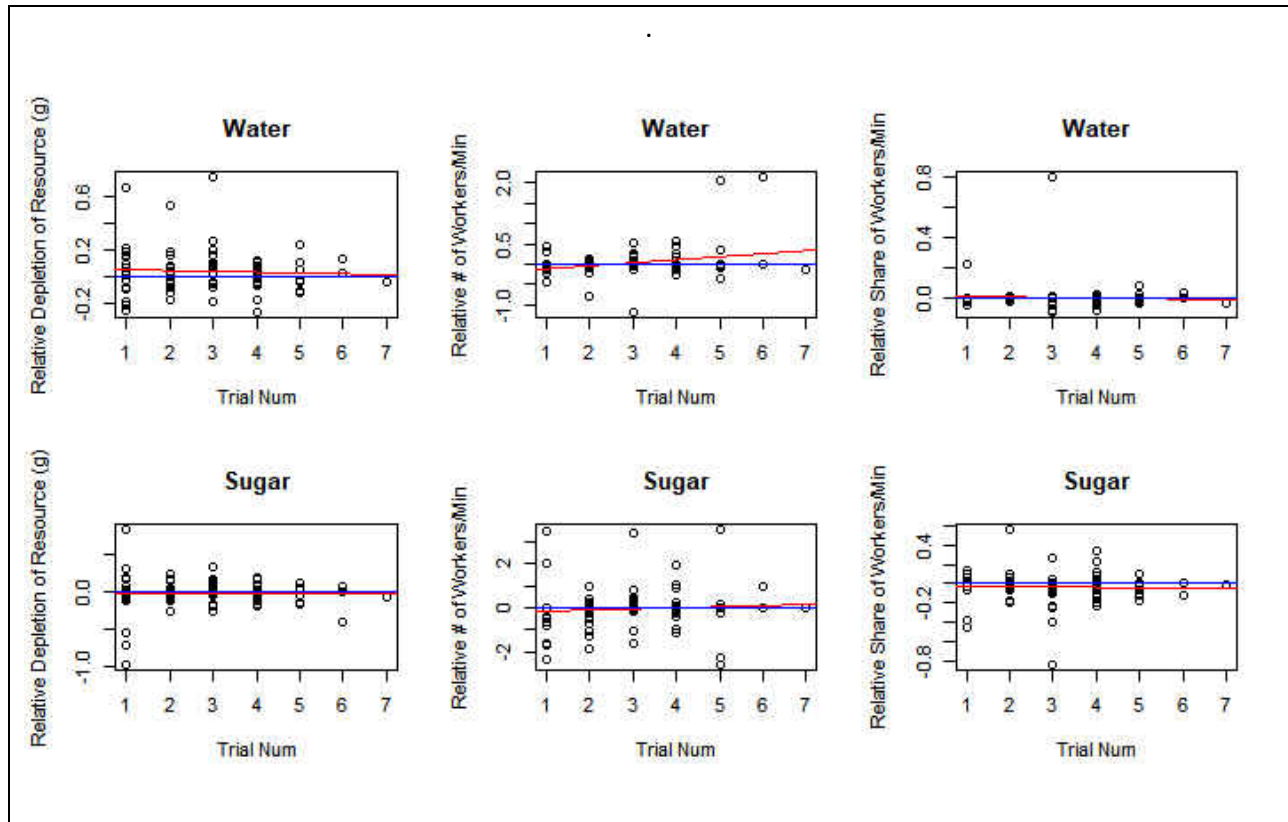 .
Water
Relative Depletion of Resource (g)
0.6
0.2
-0.2
1 2 3 4 5 6 7
Trial Num
Water
Relative # of Workers/Min
2.0
0.5
-1.0
1 2 3 4 5 6 7
Trial Num
Water
Relative Share of Workers/Min
0.8
0.4
0.0
1 2 3 4 5 6 7
Trial Num
Sugar
Relative Depletion of Resource (g)
0.0
-1.0
1 2 3 4 5 6 7
Trial Num
Sugar
Relative # of Workers/Min
2
0
-2
1 2 3 4 5 6 7
Trial Num
Sugar
Relative Share of Workers/Min
0.4
-0.2
-0.8
1 2 3 4 5 6 7
Trial Num